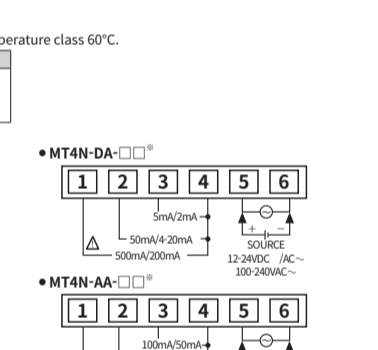 perature class 60°C.
● MT4N-DA-□□※
1 2 3 4 5 6
5mA/2mA
50mA/4-20mA
500mA/200mA
+ -
SOURCE
12-24VDC /AC~
100-240VAC~
● MT4N-AA-□□※
1 2 3 4 5 6
100mA/50mA